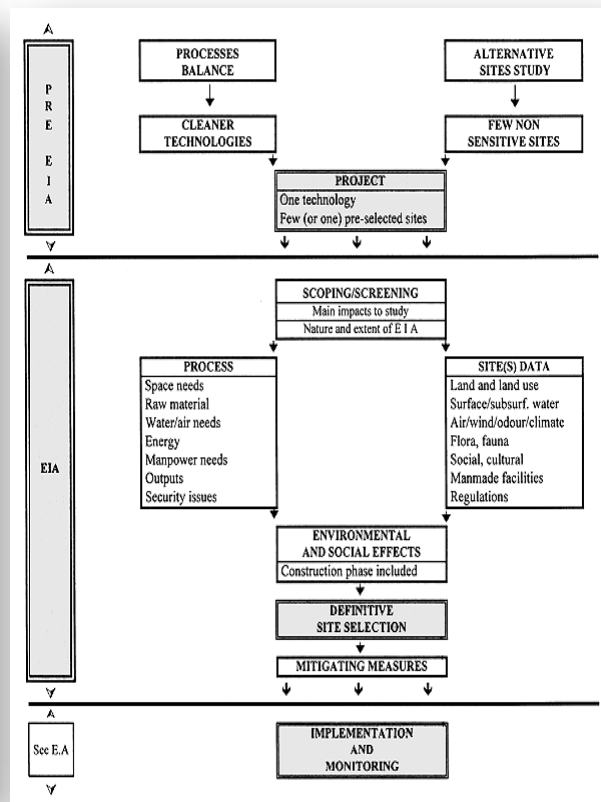 PRE EIA
PROCESSES
BALANCE
ALTERNATIVE
SITES STUDY
CLEANER
TECHNOLOGIES
FEW NON
SENSITIVE SITES
PROJECT
One technology
Few (or one) pre-selected sites
EIA
SCOPING/SCREENING
Main impacts to study
Nature and extent of E I A
PROCESS
Space needs
Raw material
Water/air needs
Energy
Manpower needs
Outputs
Security issues
SITE(S) DATA
Land and land use
Surface/subsurf. water
Air/wind/odour/climate
Flora, fauna
Social, cultural
Manmade facilities
Regulations
ENVIRONMENTAL
AND SOCIAL EFFECTS
Construction phase included
DEFINITIVE
SITE SELECTION
MITIGATING MEASURES
See E.A
IMPLEMENTATION
AND
MONITORING